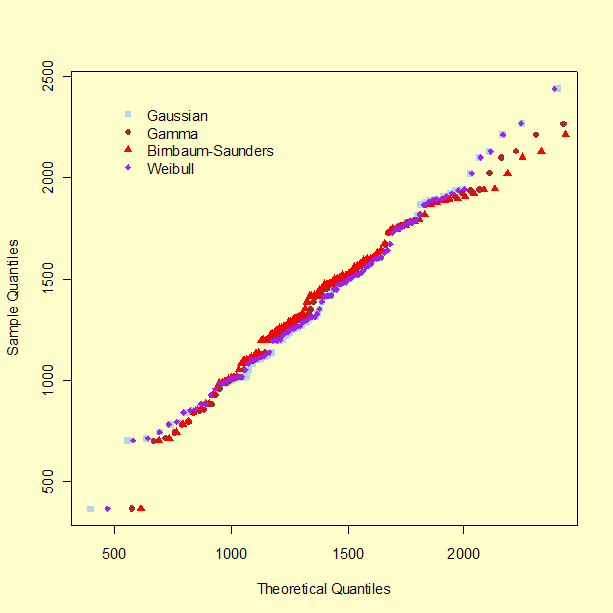 2500
2000
1500
1000
500
Sample Quantiles
Gaussian
Gamma
Birnbaum-Saunders
Weibull
500 1000 1500 2000
Theoretical Quantiles